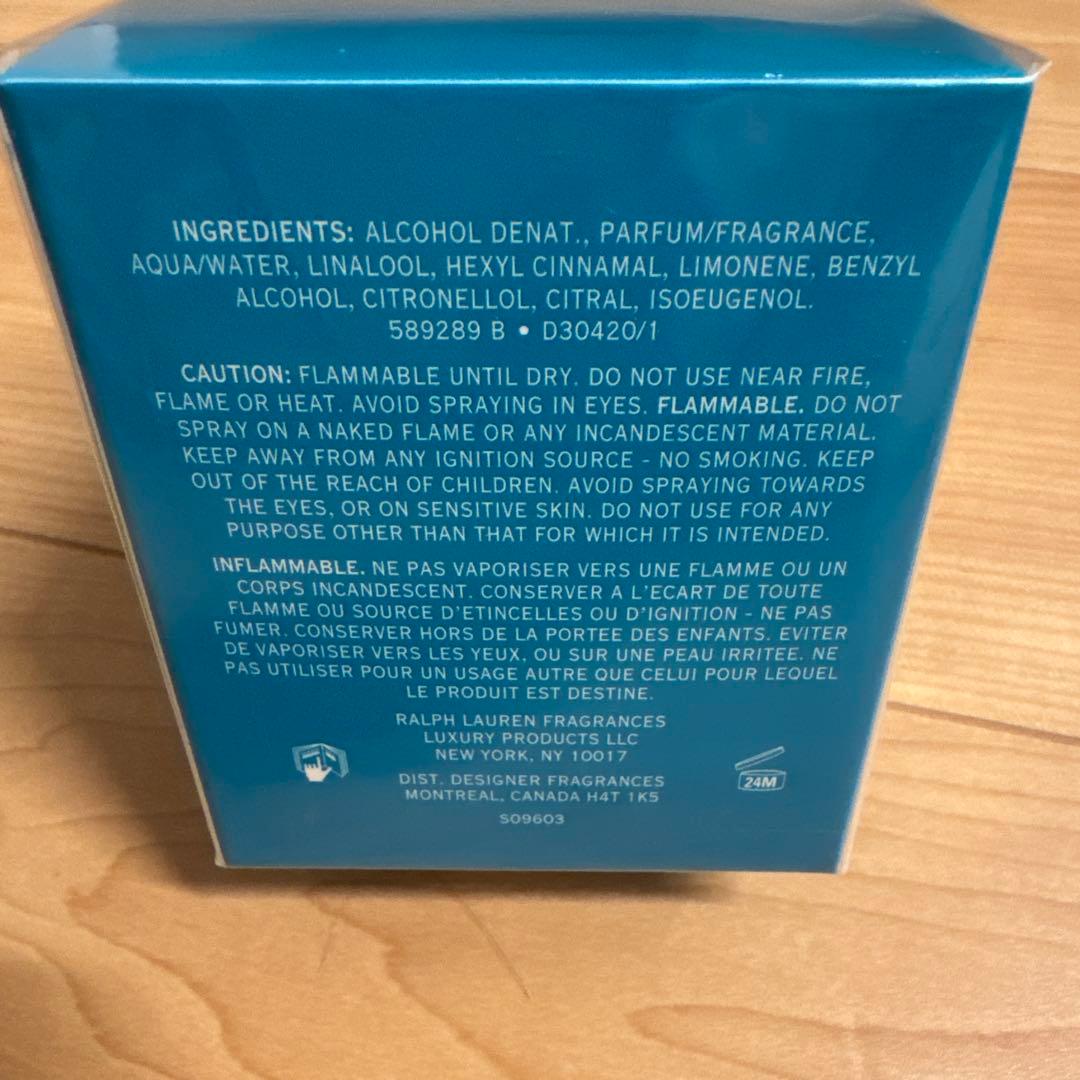 INGREDIENTS: ALCOHOL DENAT., PARFUM/FRAGRANCE,
AQUA/WATER, LINALOOL, HEXYL CINNAMAL, LIMONENE, BENZYL
ALCOHOL, CITRONELLOL, CITRAL, ISOEUGENOL.
589289 B • D30420/1
CAUTION: FLAMMABLE UNTIL DRY. DO NOT USE NEAR FIRE,
FLAME OR HEAT. AVOID SPRAYING IN EYES. FLAMMABLE. DO NOT
SPRAY ON A NAKED FLAME OR ANY INCANDESCENT MATERIAL.
KEEP AWAY FROM ANY IGNITION SOURCE - NO SMOKING. KEEP
OUT OF THE REACH OF CHILDREN. AVOID SPRAYING TOWARDS
THE EYES, OR ON SENSITIVE SKIN. DO NOT USE FOR ANY
PURPOSE OTHER THAN THAT FOR WHICH IT IS INTENDED.
INFLAMMABLE. NE PAS VAPORISER VERS UNE FLAMME OU UN
CORPS INCANDESCENT. CONSERVER A L'ECART DE TOUTE
FLAMME OU SOURCE D'ETINCELLES OU D'IGNITION - NE PAS
FUMER. CONSERVER HORS DE LA PORTEE DES ENFANTS. EVITER
DE VAPORISER VERS LES YEUX, OU SUR UNE PEAU IRRITEE. NE
PAS UTILISER POUR UN USAGE AUTRE QUE CELUI POUR LEQUEL
LE PRODUIT EST DESTINE.
RALPH LAUREN FRAGRANCES
LUXURY PRODUCTS LLC
NEW YORK, NY 10017
DIST. DESIGNER FRAGRANCES
MONTREAL, CANADA H4T 1K5
S09603
24M